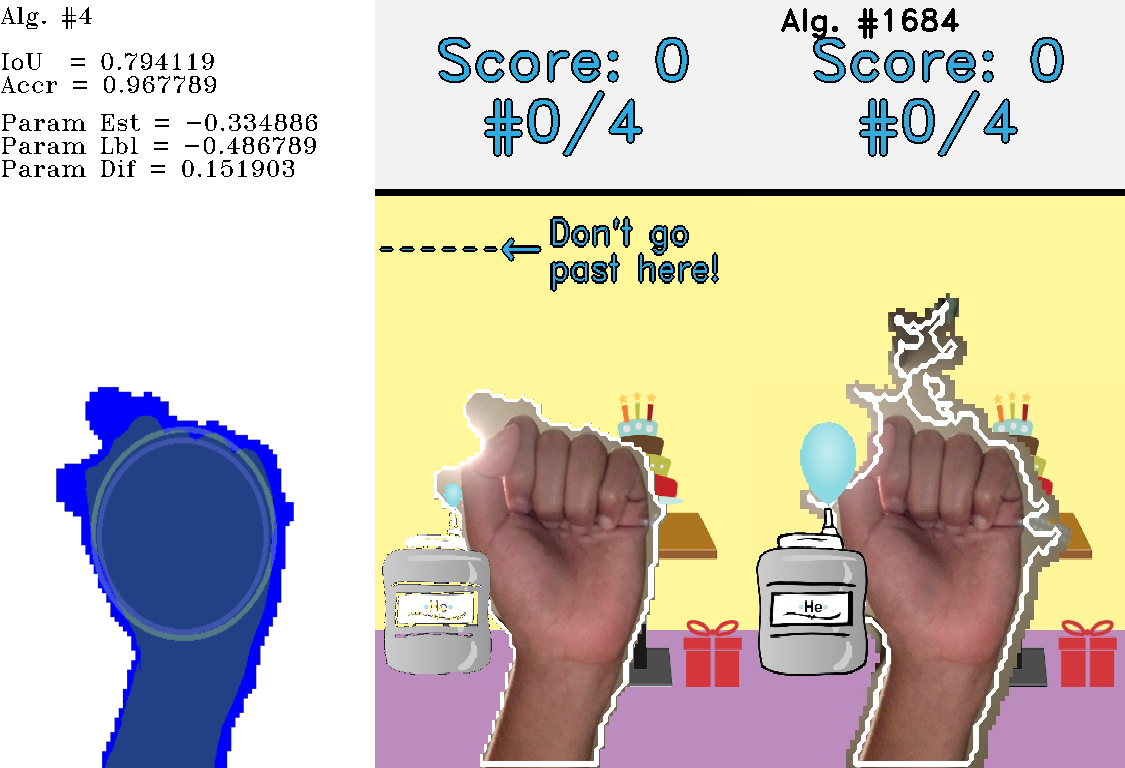 Alg. #4
IoU = 0.794119
Accr = 0.967789
Param Est = −0.334886
Param Lbl = −0.486789
Param Dif = 0.151903
Score: 0
#0/4
Don't go
past here!
He
Alg. #1684
Score: 0
#0/4
He